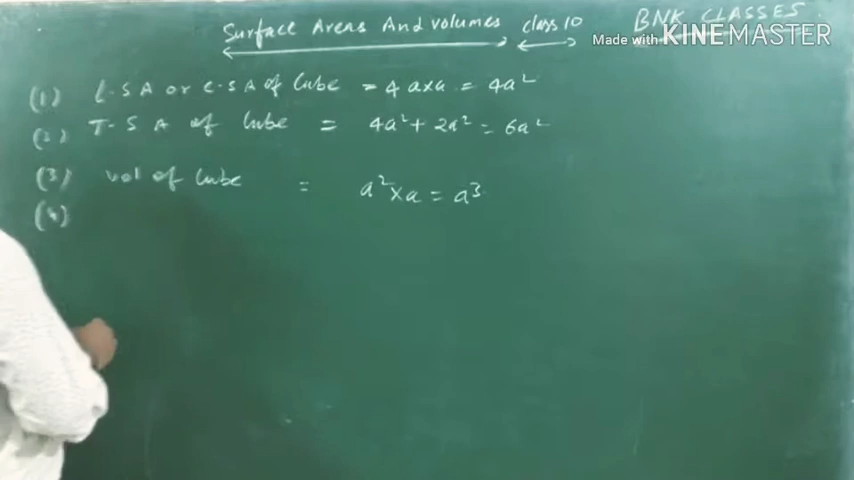 Surface Areas And Volumes class 10 BNK CLASSES
Made with KINEMASTER
(1) L.S A or C.S A of Cube = 4 a×a = 4a²
(2) T-S A of Cube = 4a² + 2a² = 6a²
(3) vol of Cube = a² × a = a³
(4)